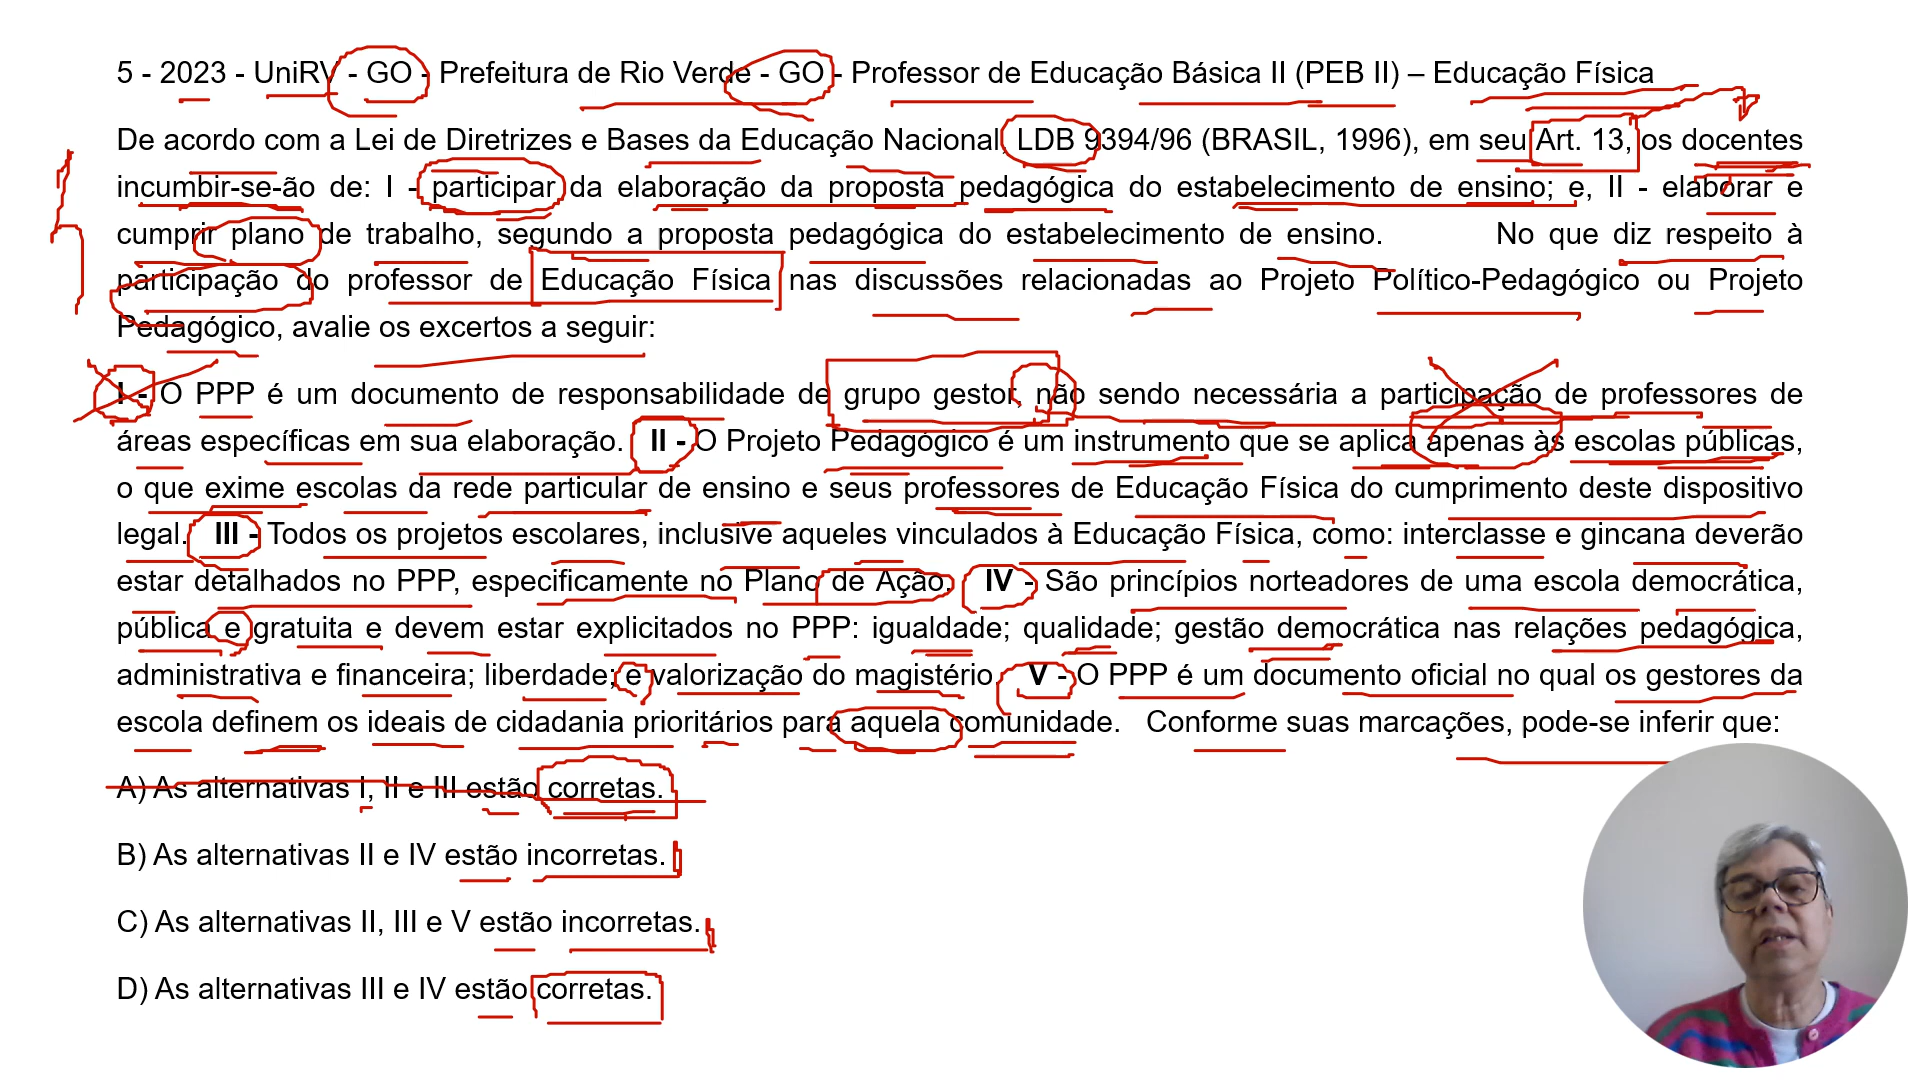 5 - 2023 - UniRV - GO - Prefeitura de Rio Verde - GO - Professor de Educação Básica II (PEB II) – Educação Física
De acordo com a Lei de Diretrizes e Bases da Educação Nacional, LDB 9394/96 (BRASIL, 1996), em seu Art. 13, os docentes
incumbir-se-ão de: I - participar da elaboração da proposta pedagógica do estabelecimento de ensino; e, II - elaborar e
cumprir plano de trabalho, segundo a proposta pedagógica do estabelecimento de ensino. No que diz respeito à
participação do professor de Educação Física nas discussões relacionadas ao Projeto Político-Pedagógico ou Projeto
Pedagógico, avalie os excertos a seguir:
I - O PPP é um documento de responsabilidade de grupo gestor, não sendo necessária a participação de professores de
áreas específicas em sua elaboração. II - O Projeto Pedagógico é um instrumento que se aplica apenas às escolas públicas,
o que exime escolas da rede particular de ensino e seus professores de Educação Física do cumprimento deste dispositivo
legal. III - Todos os projetos escolares, inclusive aqueles vinculados à Educação Física, como: interclasse e gincana deverão
estar detalhados no PPP, especificamente no Plano de Ação. IV - São princípios norteadores de uma escola democrática,
pública e gratuita e devem estar explicitados no PPP: igualdade; qualidade; gestão democrática nas relações pedagógica,
administrativa e financeira; liberdade; e valorização do magistério. V - O PPP é um documento oficial no qual os gestores da
escola definem os ideais de cidadania prioritários para aquela comunidade. Conforme suas marcações, pode-se inferir que:
A) As alternativas I, II e III estão corretas.
B) As alternativas II e IV estão incorretas.
C) As alternativas II, III e V estão incorretas.
D) As alternativas III e IV estão corretas.